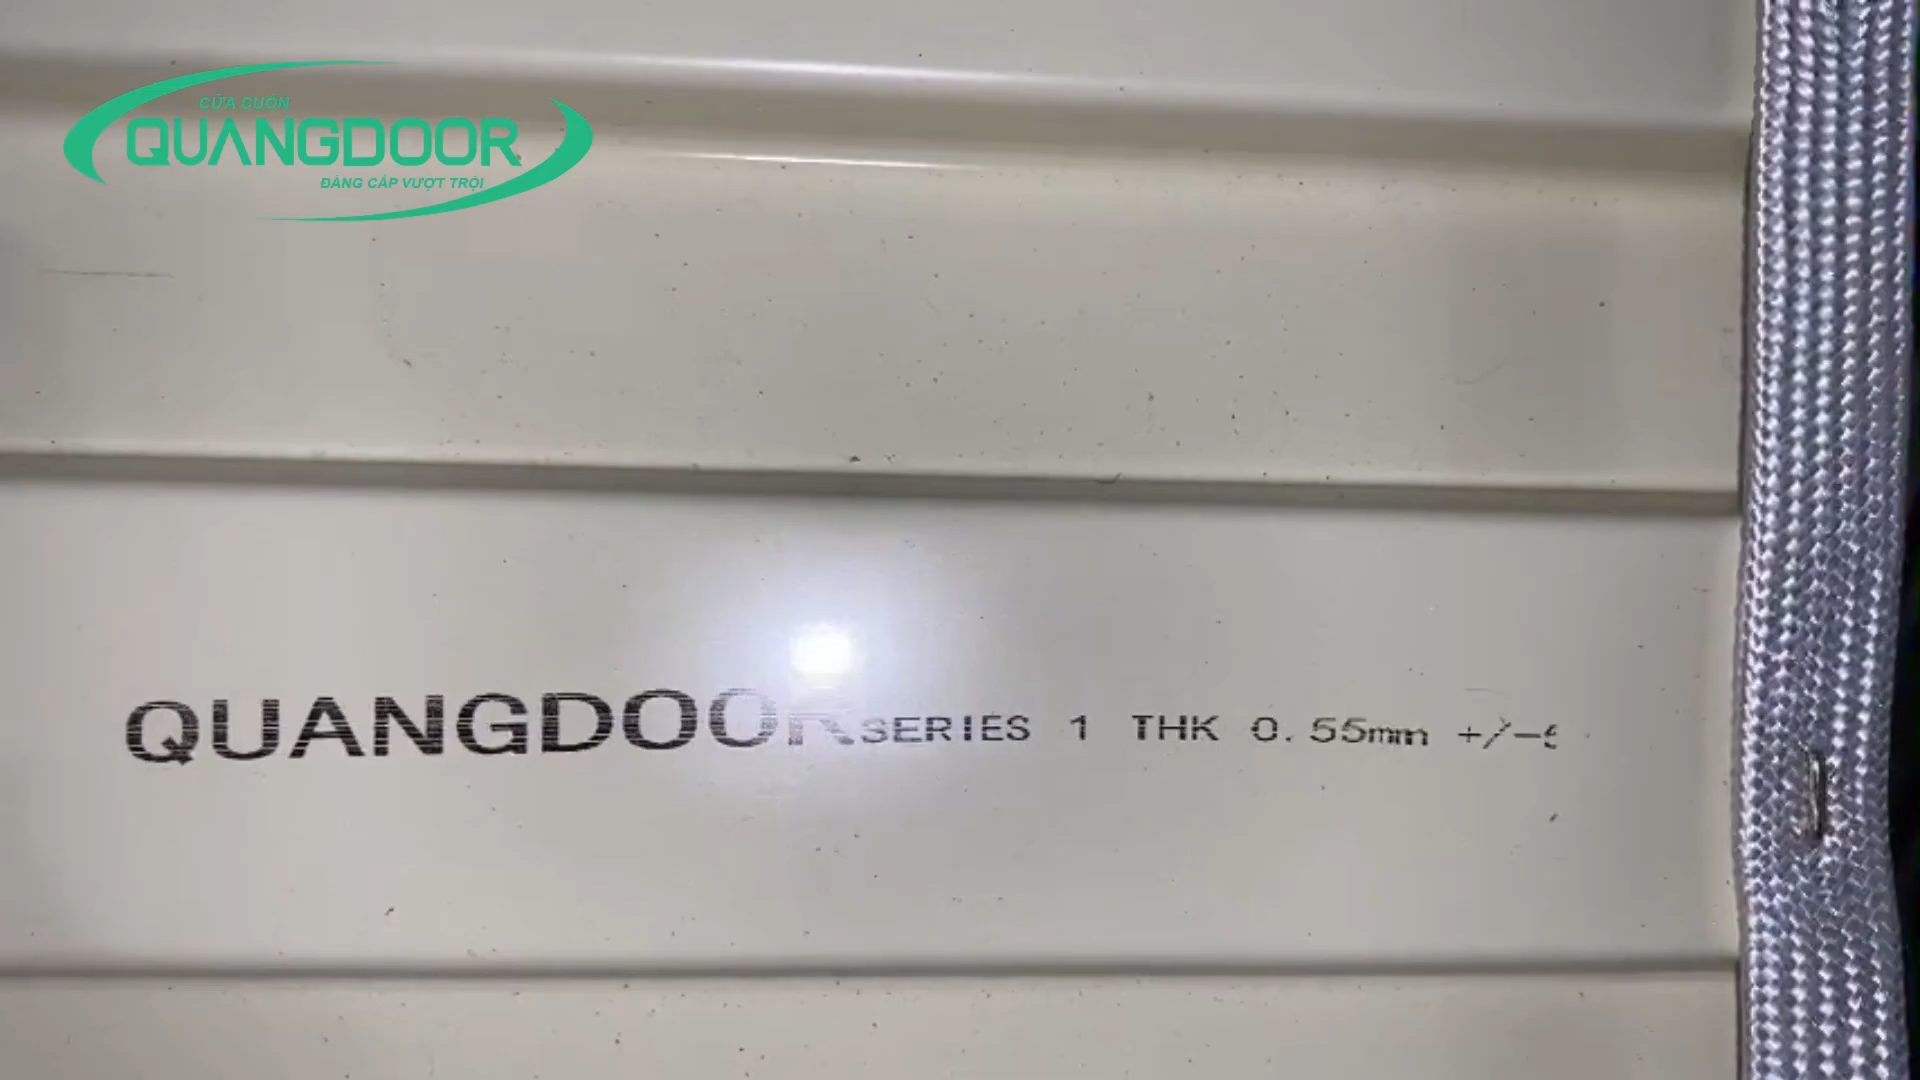 CỬA CUỐN
QUANGDOOR
ĐẲNG CẤP VƯỢT TRỘI
QUANGDOOR SERIES 1 THK 0.55mm +/-